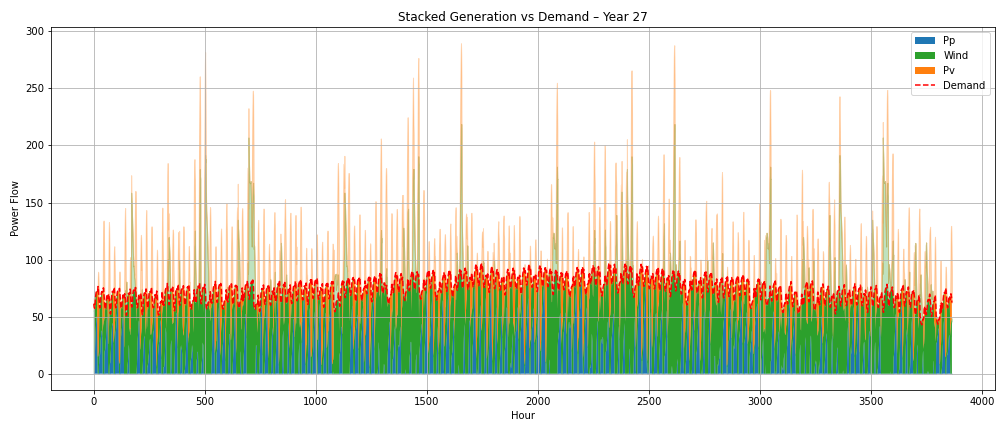 Stacked Generation vs Demand – Year 27
300
250
200
150
100
50
0
Power Flow
Pp
Wind
Pv
Demand
0
500
1000
1500
2000
2500
3000
3500
4000
Hour